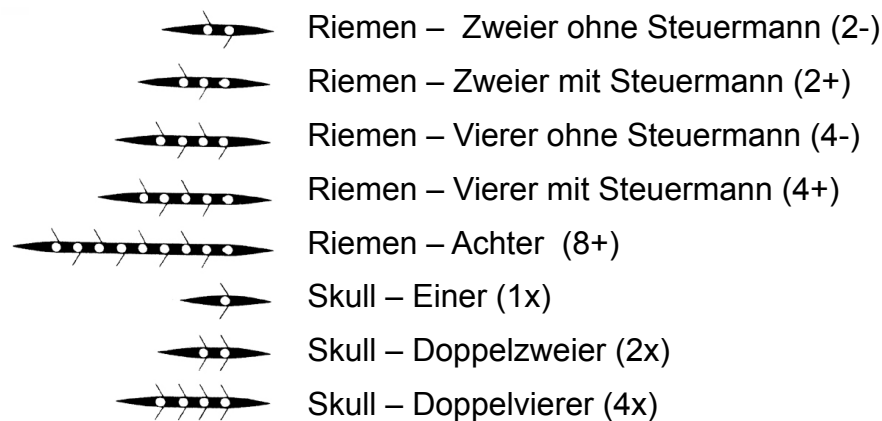 Riemen –  Zweier ohne Steuermann (2-)
Riemen – Zweier mit Steuermann (2+)
Riemen – Vierer ohne Steuermann (4-)
Riemen – Vierer mit Steuermann (4+)
Riemen – Achter  (8+)
Skull – Einer (1x)
Skull – Doppelzweier (2x)
Skull – Doppelvierer (4x)